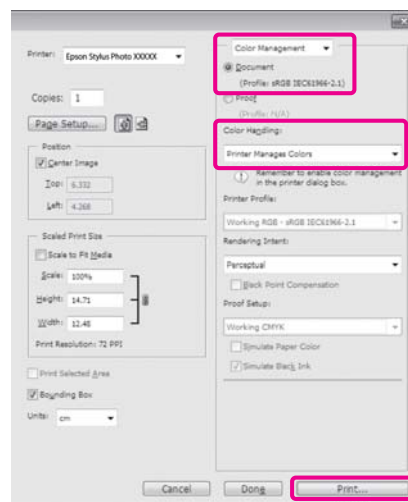 Printer: Epson Stylus Photo XXXXX
Copies: 1
Page Setup...
Position
Center Image
Top: 6.332
Left: 4.268
Scaled Print Size
Scale to Fit Media
Scale: 100%
Height: 14.71
Width: 12.48
Print Resolution: 72 PPI
Print Selected Area
Bounding Box
Units: cm
Color Management
Document
(Profile: sRGB IEC61966-2.1)
Proof
(Profile: N/A)
Color Handling:
Printer Manages Colors
Remember to enable color management
in the printer dialog box.
Printer Profile:
Working RGB - sRGB IEC61966-2.1
Rendering Intent:
Perceptual
Black Point Compensation
Proof Setup:
Working CMYK
Simulate Paper Color
Simulate Black Ink
Cancel
Done
Print...